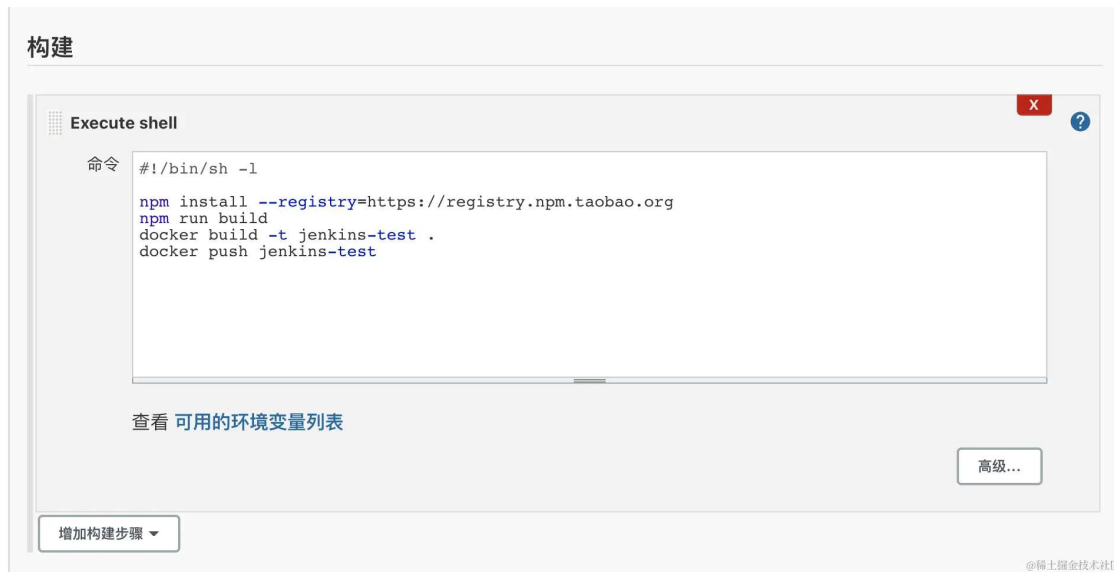 构建
X
Execute shell
?
命令
#!/bin/sh -l
npm install --registry=https://registry.npm.taobao.org
npm run build
docker build -t jenkins-test .
docker push jenkins-test
查看 可用的环境变量列表
高级...
增加构建步骤
@稀土掘金技术社区